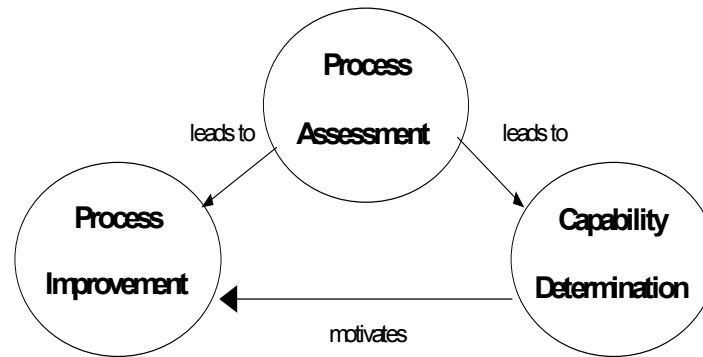 Process
Assessment
leads to
leads to
Process
Improvement
Capability
Determination
motivates